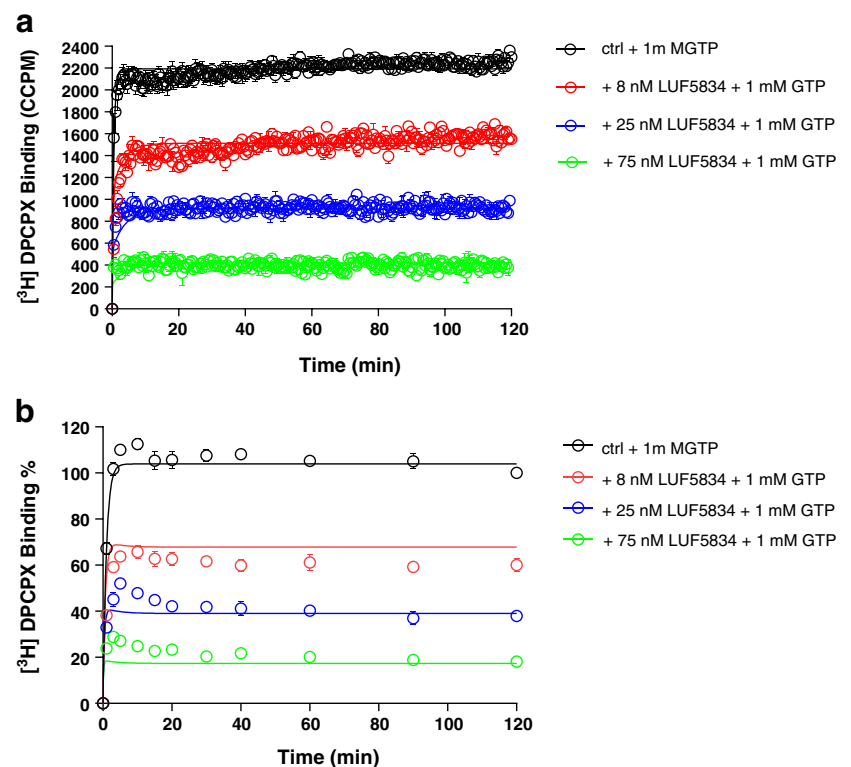 a
[³H] DPCPX Binding (CCPM)
2400
2200
2000
1800
1600
1400
1200
1000
800
600
400
200
0
0
20
40
60
80
100
120
Time (min)
ctrl + 1m MGTP
+ 8 nM LUF5834 + 1 mM GTP
+ 25 nM LUF5834 + 1 mM GTP
+ 75 nM LUF5834 + 1 mM GTP
b
[³H] DPCPX Binding %
120
100
80
60
40
20
0
0
20
40
60
80
100
120
Time (min)
ctrl + 1m MGTP
+ 8 nM LUF5834 + 1 mM GTP
+ 25 nM LUF5834 + 1 mM GTP
+ 75 nM LUF5834 + 1 mM GTP